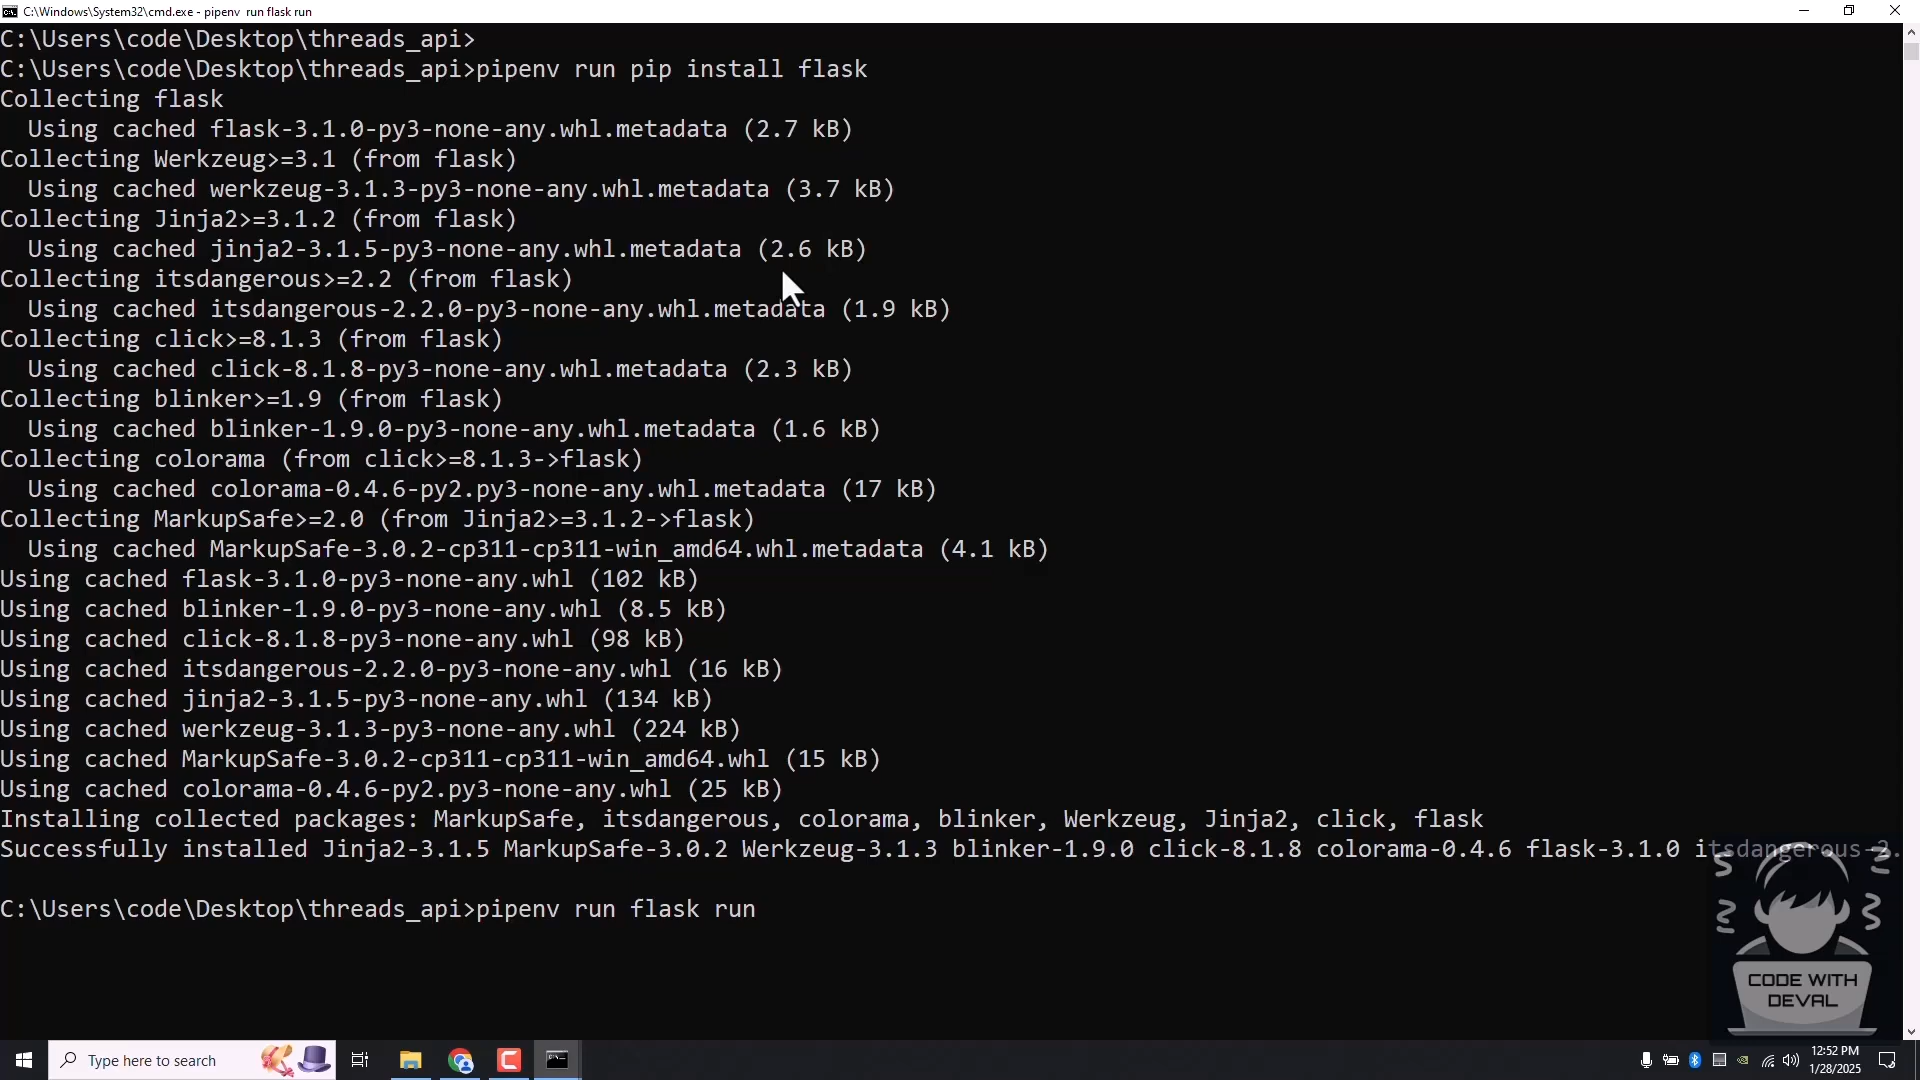 C:\Windows\System32\cmd.exe - pipenv  run flask run
C:\Users\code\Desktop\threads_api>
C:\Users\code\Desktop\threads_api>pipenv run pip install flask
Collecting flask
  Using cached flask-3.1.0-py3-none-any.whl.metadata (2.7 kB)
Collecting Werkzeug>=3.1 (from flask)
  Using cached werkzeug-3.1.3-py3-none-any.whl.metadata (3.7 kB)
Collecting Jinja2>=3.1.2 (from flask)
  Using cached jinja2-3.1.5-py3-none-any.whl.metadata (2.6 kB)
Collecting itsdangerous>=2.2 (from flask)
  Using cached itsdangerous-2.2.0-py3-none-any.whl.metadata (1.9 kB)
Collecting click>=8.1.3 (from flask)
  Using cached click-8.1.8-py3-none-any.whl.metadata (2.3 kB)
Collecting blinker>=1.9 (from flask)
  Using cached blinker-1.9.0-py3-none-any.whl.metadata (1.6 kB)
Collecting colorama (from click>=8.1.3->flask)
  Using cached colorama-0.4.6-py2.py3-none-any.whl.metadata (17 kB)
Collecting MarkupSafe>=2.0 (from Jinja2>=3.1.2->flask)
  Using cached MarkupSafe-3.0.2-cp311-cp311-win_amd64.whl.metadata (4.1 kB)
Using cached flask-3.1.0-py3-none-any.whl (102 kB)
Using cached blinker-1.9.0-py3-none-any.whl (8.5 kB)
Using cached click-8.1.8-py3-none-any.whl (98 kB)
Using cached itsdangerous-2.2.0-py3-none-any.whl (16 kB)
Using cached jinja2-3.1.5-py3-none-any.whl (134 kB)
Using cached werkzeug-3.1.3-py3-none-any.whl (224 kB)
Using cached MarkupSafe-3.0.2-cp311-cp311-win_amd64.whl (15 kB)
Using cached colorama-0.4.6-py2.py3-none-any.whl (25 kB)
Installing collected packages: MarkupSafe, itsdangerous, colorama, blinker, Werkzeug, Jinja2, click, flask
Successfully installed Jinja2-3.1.5 MarkupSafe-3.0.2 Werkzeug-3.1.3 blinker-1.9.0 click-8.1.8 colorama-0.4.6 flask-3.1.0 itsdangerous-2.
C:\Users\code\Desktop\threads_api>pipenv run flask run
CODE WITH
DEVAL
Type here to search
12:52 PM
1/28/2025